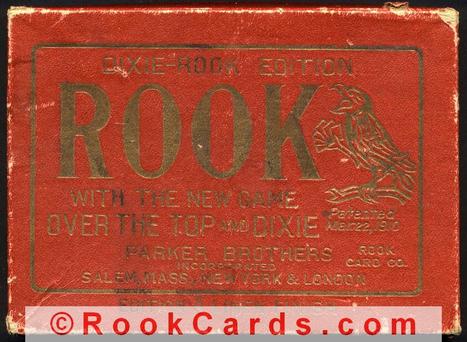 DIXIE-ROOK EDITION
ROOK
WITH THE NEW GAME
OVER THE TOP AND DIXIE
Patented
Mar. 22, 1910
PARKER BROTHERS
INCORPORATED
ROOK
CARD CO.
SALEM, MASS., NEW YORK & LONDON
EDITION
© RookCards.com